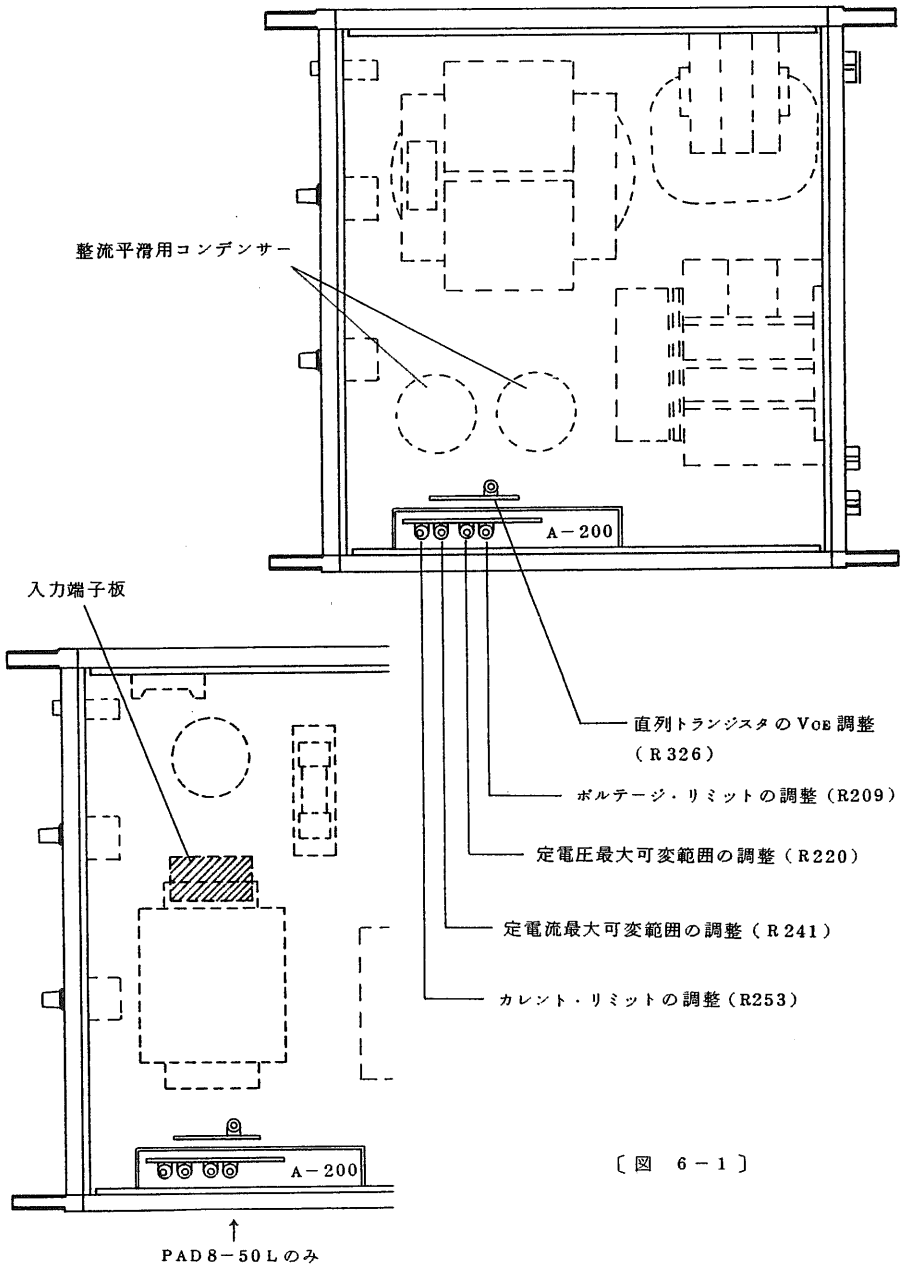 整流平滑用コンデンサー
A-200
入力端子板
直列トランジスタのVCE調整
(R326)
ボルテージ・リミットの調整(R209)
定電圧最大可変範囲の調整(R220)
定電流最大可変範囲の調整(R241)
カレント・リミットの調整(R253)
A-200
〔図 6-1〕
↑
PAD8-50Lのみ